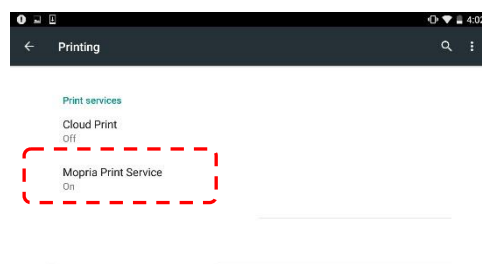 4:02
Printing
Print services
Cloud Print
Off
Mopria Print Service
On